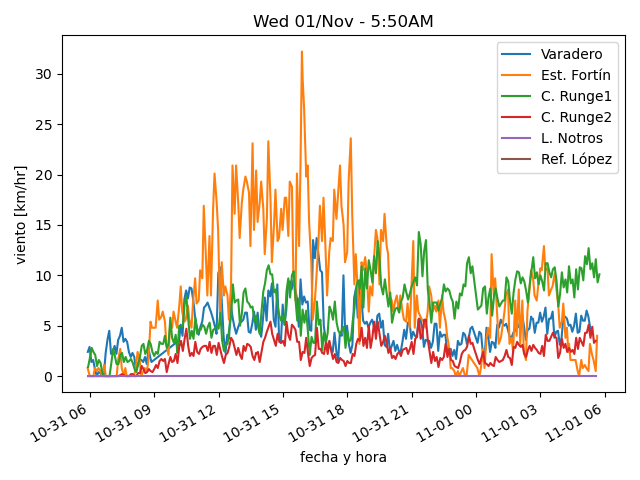 Wed 01/Nov - 5:50AM
Varadero
Est. Fortín
C. Runge1
C. Runge2
L. Notros
Ref. López
viento [km/hr]
30
25
20
15
10
5
0
10-31 06
10-31 09
10-31 12
10-31 15
10-31 18
10-31 21
11-01 00
11-01 03
11-01 06
fecha y hora